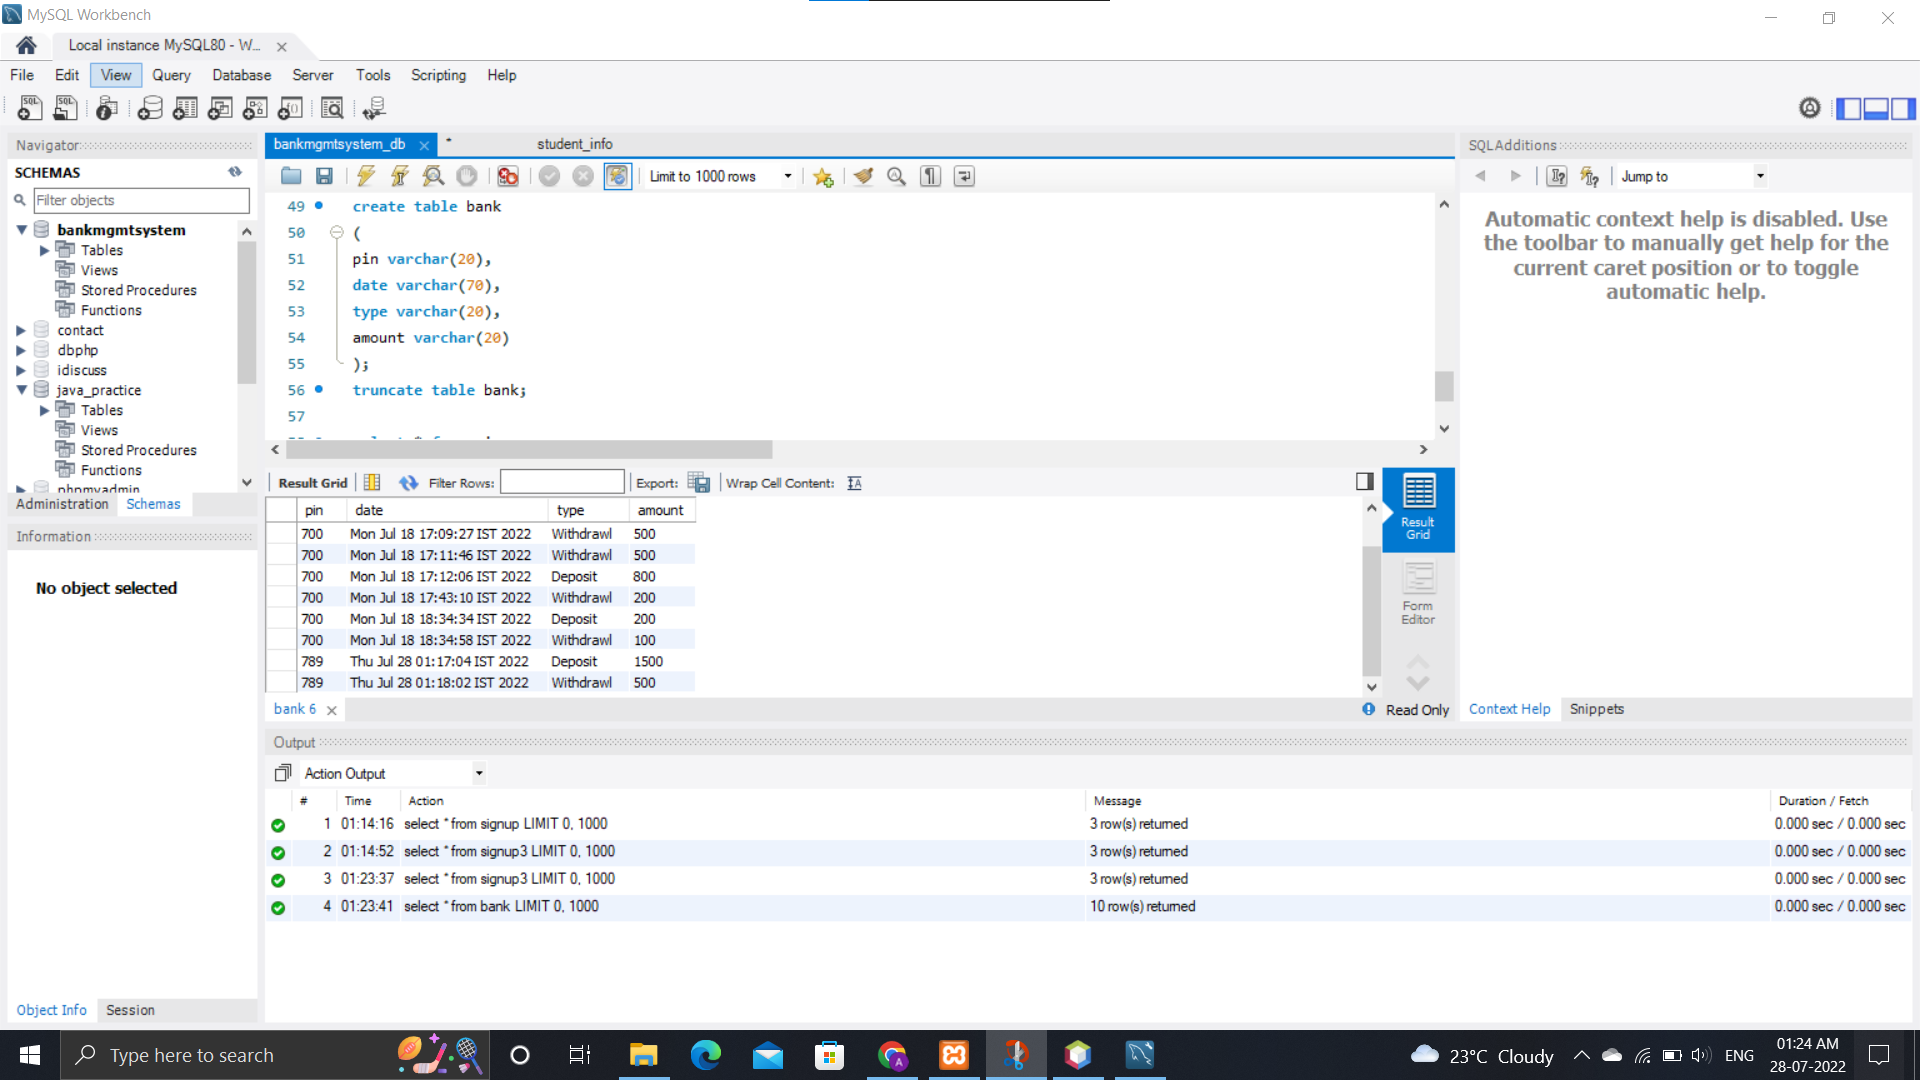 MySQL Workbench
Local instance MySQL80 - W...
File Edit View Query Database Server Tools Scripting Help
Navigator
SCHEMAS
Filter objects
bankmgmtsystem
Tables
Views
Stored Procedures
Functions
contact
dbphp
idiscuss
java_practice
Tables
Views
Stored Procedures
Functions
phpmyadmin
Administration Schemas
Information
No object selected
Object Info Session
bankmgmtsystem_db * student_info
Limit to 1000 rows
49 create table bank
50 (
51 pin varchar(20),
52 date varchar(70),
53 type varchar(20),
54 amount varchar(20)
55 );
56 truncate table bank;
57
Result Grid Filter Rows: Export: Wrap Cell Content:
pin date type amount
700 Mon Jul 18 17:09:27 IST 2022 Withdrawl 500
700 Mon Jul 18 17:11:46 IST 2022 Withdrawl 500
700 Mon Jul 18 17:12:06 IST 2022 Deposit 800
700 Mon Jul 18 17:43:10 IST 2022 Withdrawl 200
700 Mon Jul 18 18:34:34 IST 2022 Deposit 200
700 Mon Jul 18 18:34:58 IST 2022 Withdrawl 100
789 Thu Jul 28 01:17:04 IST 2022 Deposit 1500
789 Thu Jul 28 01:18:02 IST 2022 Withdrawl 500
Result
Grid
Form
Editor
bank 6 Read Only
SQLAdditions
Jump to
Automatic context help is disabled. Use
the toolbar to manually get help for the
current caret position or to toggle
automatic help.
Context Help Snippets
Output
Action Output
# Time Action Message Duration / Fetch
1 01:14:16 select * from signup LIMIT 0, 1000 3 row(s) returned 0.000 sec / 0.000 sec
2 01:14:52 select * from signup3 LIMIT 0, 1000 3 row(s) returned 0.000 sec / 0.000 sec
3 01:23:37 select * from signup3 LIMIT 0, 1000 3 row(s) returned 0.000 sec / 0.000 sec
4 01:23:41 select * from bank LIMIT 0, 1000 10 row(s) returned 0.000 sec / 0.000 sec
Type here to search
23°C Cloudy
ENG
01:24 AM
28-07-2022